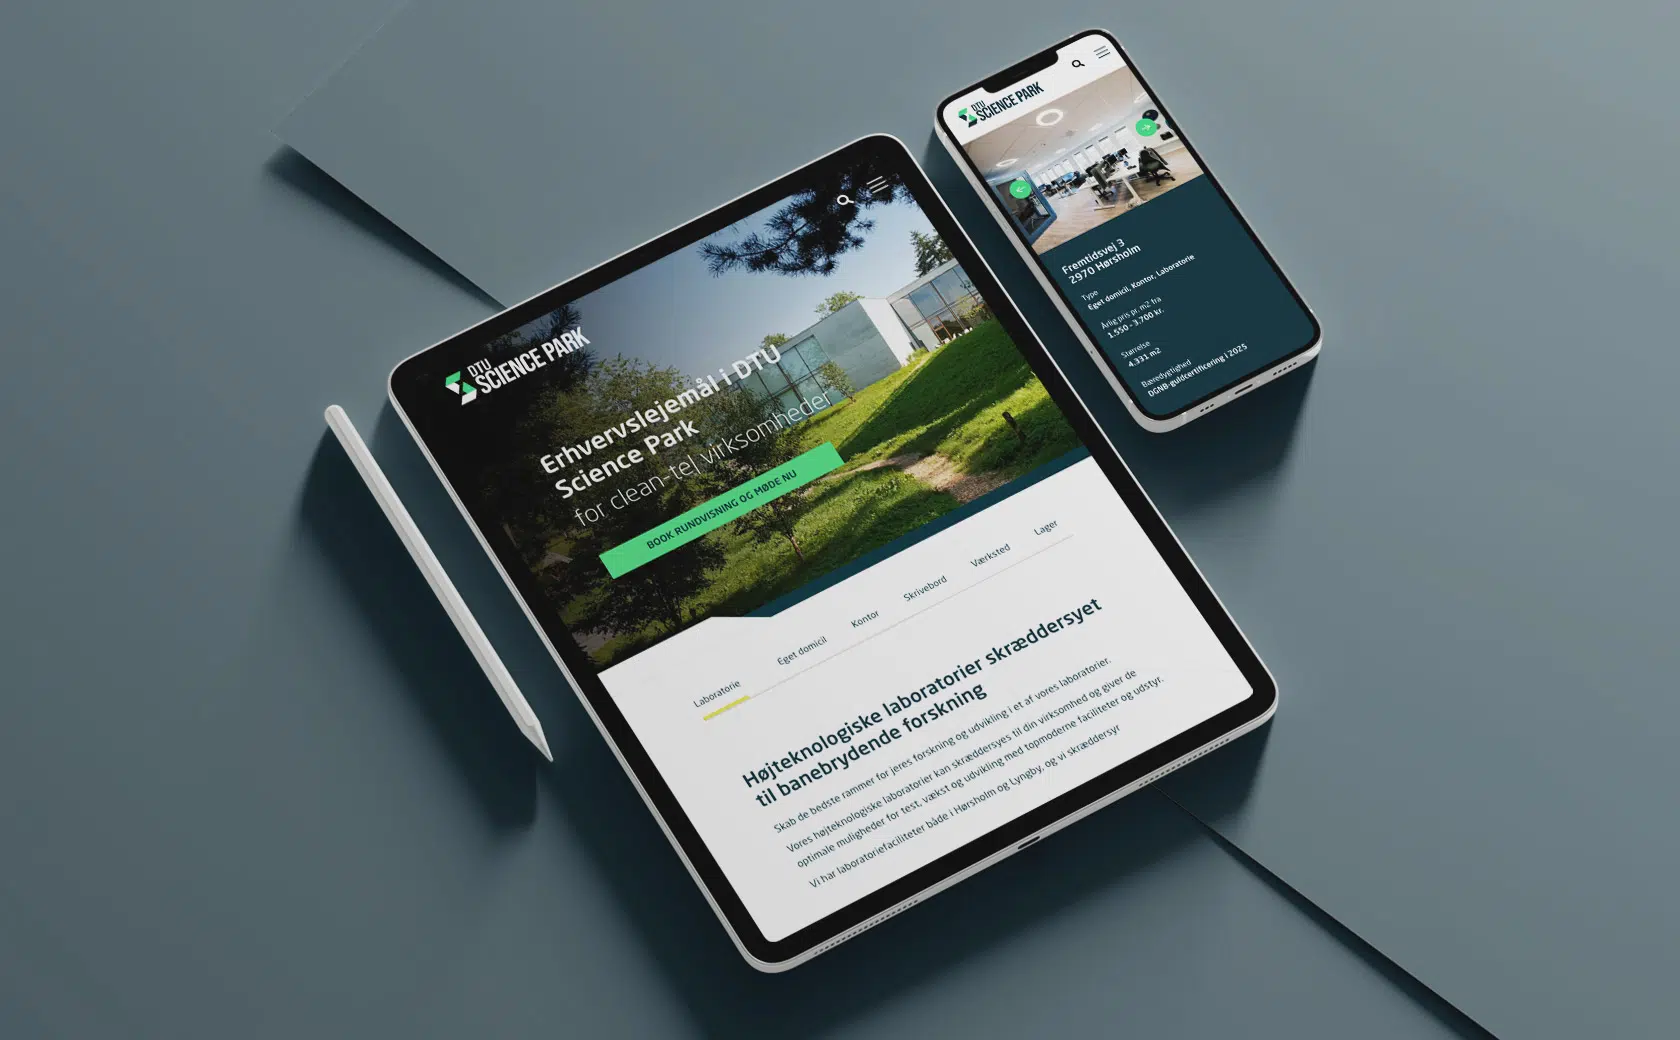 DTU
SCIENCE PARK
Erhvervslejemål i DTU
Science Park
for clean-tel virksomheder
BOOK RUNDVISNING OG MØDE NU
Laboratorie
Eget domicil
Kontor
Skrivebord
Værksted
Lager
Højteknologiske laboratorier skræddersyet
til banebrydende forskning
Skab de bedste rammer for jeres forskning og udvikling i et af vores laboratorier.
Vores højteknologiske laboratorier kan skræddersyes til din virksomhed og giver de
optimale muligheder for test, vækst og udvikling med topmoderne faciliteter og udstyr.
Vi har laboratoriefaciliteter både i Hørsholm og Lyngby, og vi skræddersyr
DTU
SCIENCE PARK
Fremtidsvej 3
2970 Hørsholm
Type
Eget domicil, Kontor, Laboratorie
Årlig pris pr. m2 fra
1.550 - 3.700 kr.
Størrelse
4.331 m2
Bæredygtighed
DGNB-guldcertificering i 2025